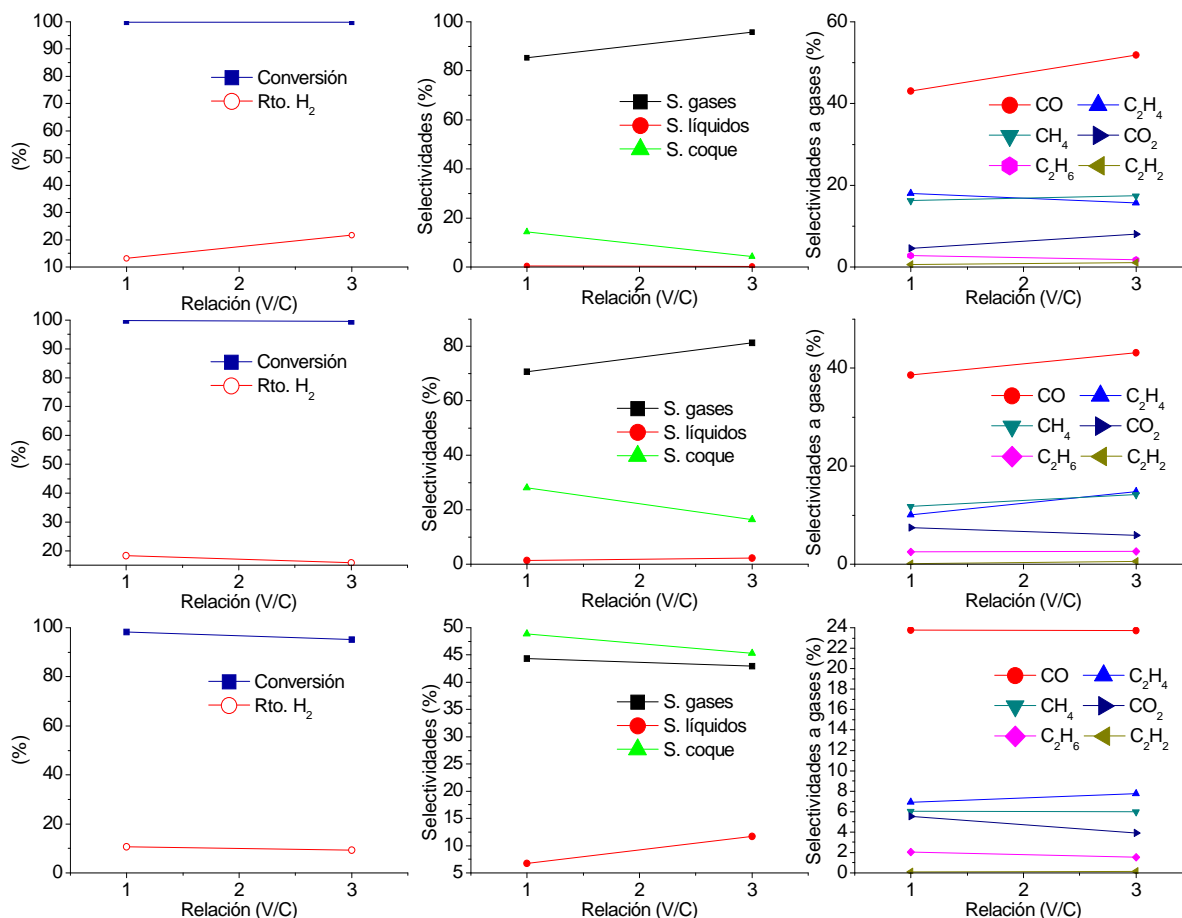 100
90
80
70
60
50
40
30
20
10
(%)
Conversión
Rto. H₂
1 2 3
Relación (V/C)
100
80
60
40
20
0
Selectividades (%)
S. gases
S. líquidos
S. coque
1 2 3
Relación (V/C)
60
40
20
0
Selectividades a gases (%)
CO C₂H₄
CH₄ CO₂
C₂H₆ C₂H₂
1 2 3
Relación (V/C)
100
90
80
70
60
50
40
30
20
(%)
Conversión
Rto. H₂
1 2 3
Relación (V/C)
80
60
40
20
0
Selectividades (%)
S. gases
S. líquidos
S. coque
1 2 3
Relación (V/C)
40
20
0
Selectividades a gases (%)
CO C₂H₄
CH₄ CO₂
C₂H₆ C₂H₂
1 2 3
Relación (V/C)
100
80
60
40
20
0
(%)
Conversión
Rto. H₂
1 2 3
Relación (V/C)
50
45
40
35
30
25
20
15
10
5
Selectividades (%)
S. gases
S. líquidos
S. coque
1 2 3
Relación (V/C)
24
22
20
18
16
14
12
10
8
6
4
2
0
Selectividades a gases (%)
CO C₂H₄
CH₄ CO₂
C₂H₆ C₂H₂
1 2 3
Relación (V/C)